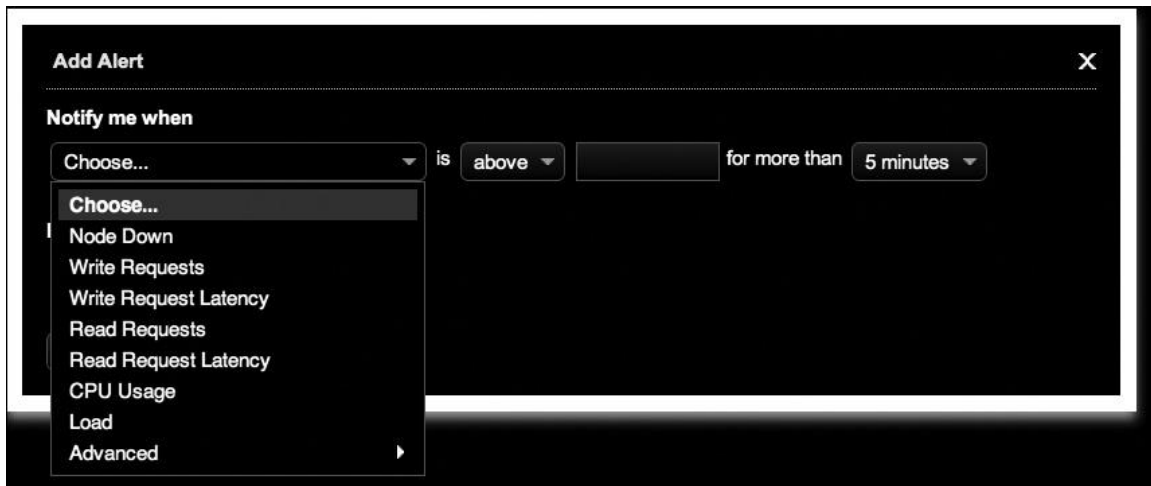 Add Alert X
Notify me when
Choose... is above for more than 5 minutes
Choose...
Node Down
Write Requests
Write Request Latency
Read Requests
Read Request Latency
CPU Usage
Load
Advanced